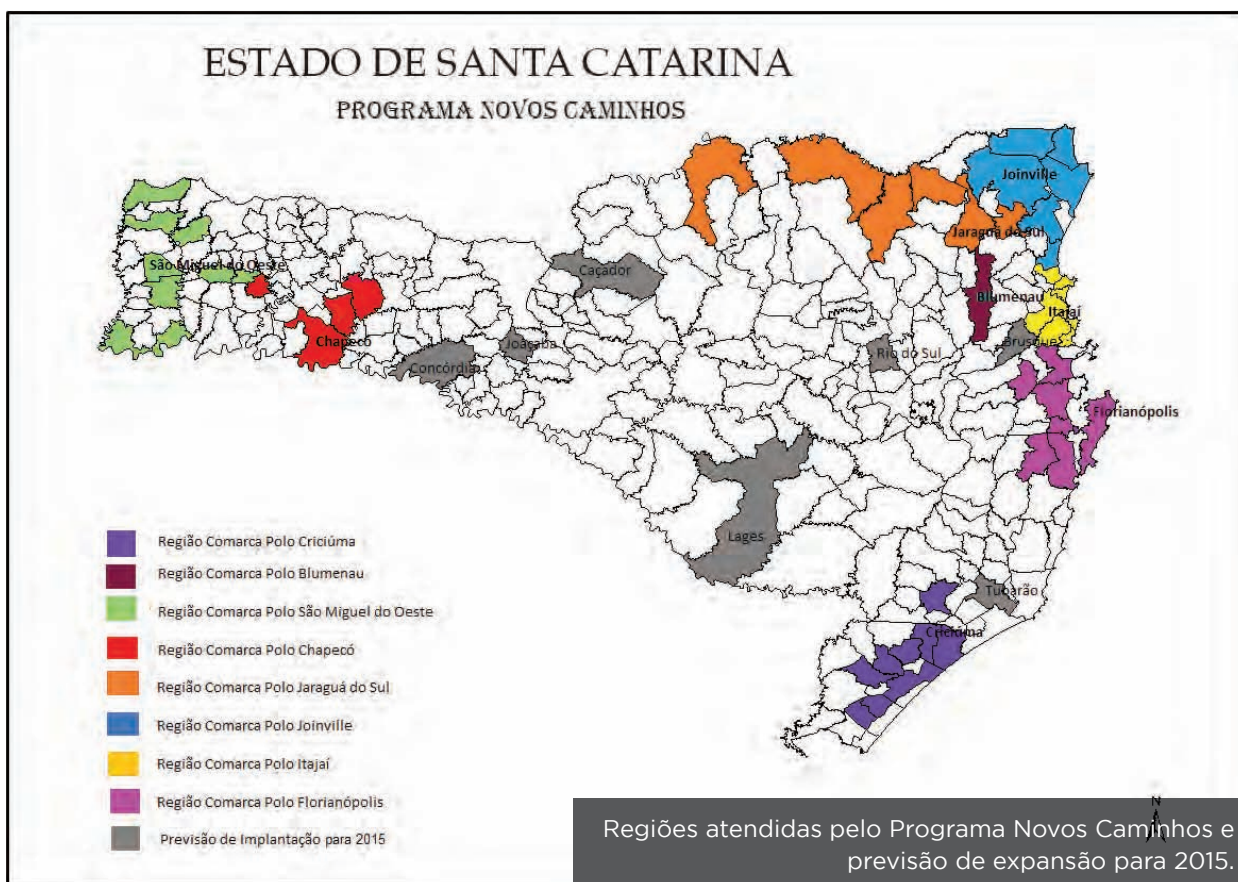 ESTADO DE SANTA CATARINA
PROGRAMA NOVOS CAMINHOS
Joinville
Jaraguá do Sul
São Miguel do Oeste
Caçador
Blumenau
Itajaí
Chapecó
Joaçaba
Rio do Sul
Brusque
Concórdia
Florianópolis
Lages
Tubarão
Criciúma
Região Comarca Polo Criciúma
Região Comarca Polo Blumenau
Região Comarca Polo São Miguel do Oeste
Região Comarca Polo Chapecó
Região Comarca Polo Jaraguá do Sul
Região Comarca Polo Joinville
Região Comarca Polo Itajaí
Região Comarca Polo Florianópolis
Previsão de Implantação para 2015
N
Regiões atendidas pelo Programa Novos Caminhos e
previsão de expansão para 2015.